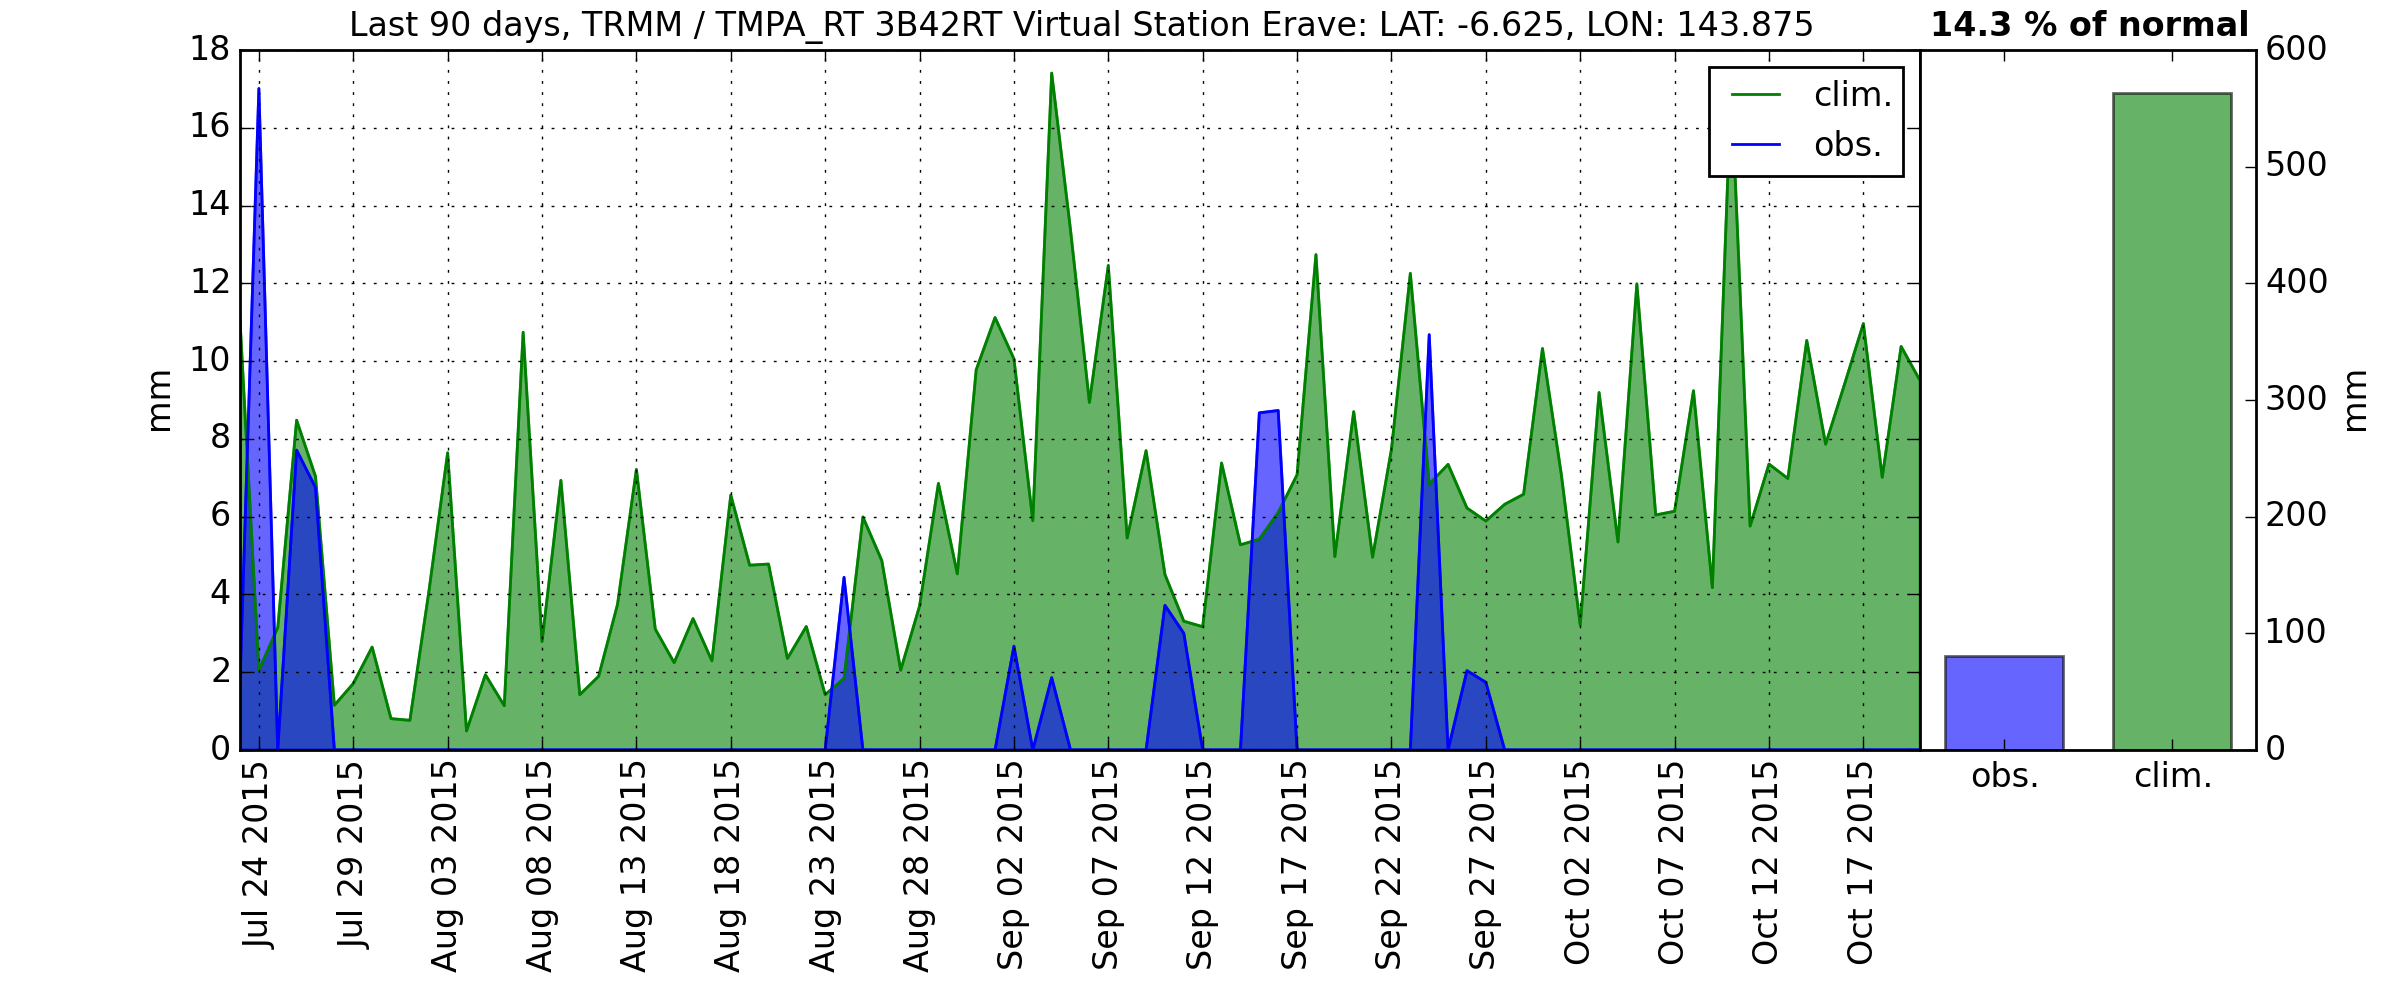 Last 90 days, TRMM / TMPA_RT 3B42RT Virtual Station Erave: LAT: -6.625, LON: 143.875
14.3 % of normal
18
16
14
12
10
8
6
4
2
0
mm
clim.
obs.
600
500
400
300
200
100
0
mm
Jul 24 2015
Jul 29 2015
Aug 03 2015
Aug 08 2015
Aug 13 2015
Aug 18 2015
Aug 23 2015
Aug 28 2015
Sep 02 2015
Sep 07 2015
Sep 12 2015
Sep 17 2015
Sep 22 2015
Sep 27 2015
Oct 02 2015
Oct 07 2015
Oct 12 2015
Oct 17 2015
obs.
clim.